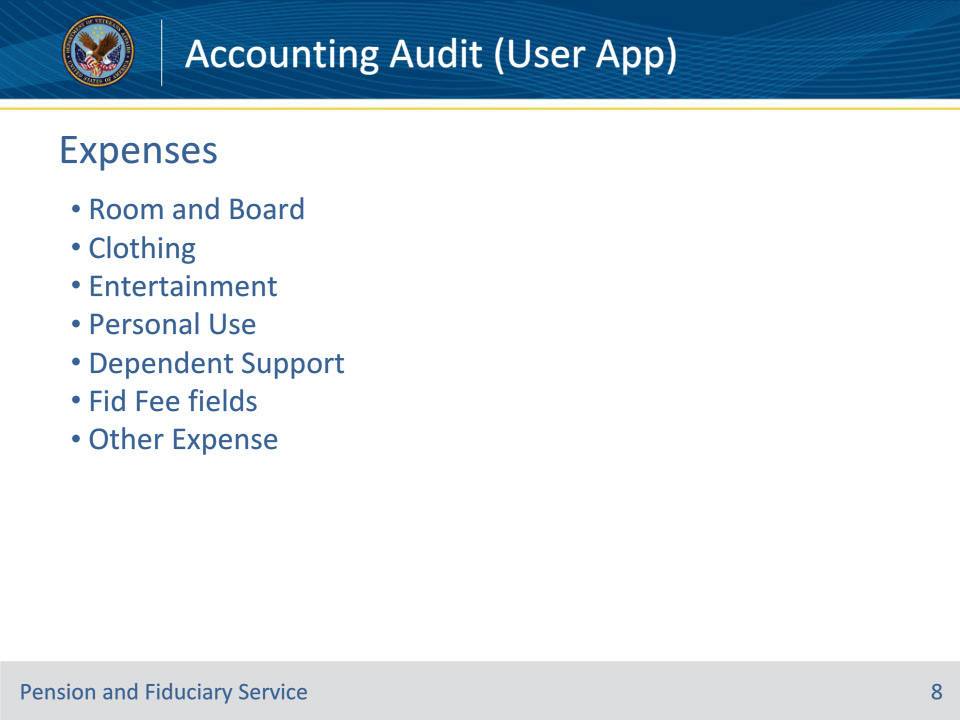 Accounting Audit (User App)
Expenses
• Room and Board
• Clothing
• Entertainment
• Personal Use
• Dependent Support
• Fid Fee fields
• Other Expense
Pension and Fiduciary Service
8